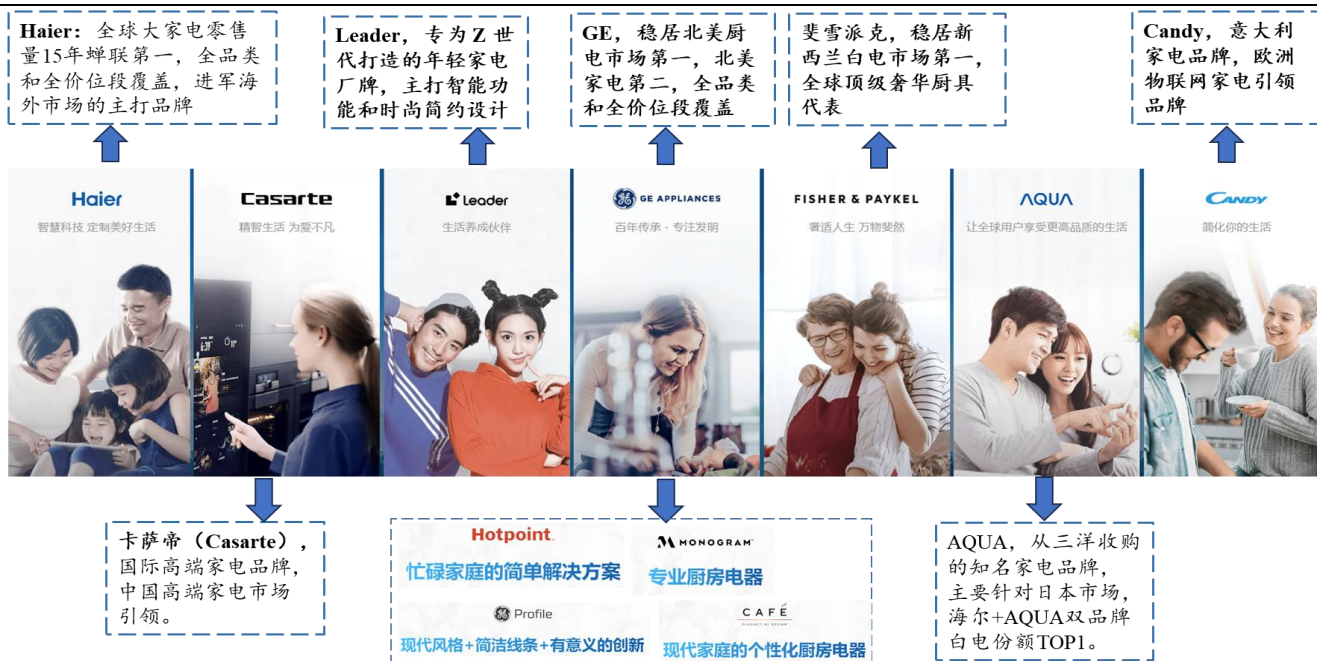 Haier：全球大家电零售
量15年蝉联第一，全品类
和全价位段覆盖，进军海
外市场的主打品牌
Leader，专为 Z 世
代打造的年轻家电
厂牌，主打智能功
能和时尚简约设计
GE，稳居北美厨
电市场第一，北美
家电第二，全品类
和全价位段覆盖
斐雪派克，稳居新
西兰白电市场第一，
全球顶级奢华厨具
代表
Candy，意大利
家电品牌，欧洲
物联网家电引领
品牌
Haier
智慧科技 定制美好生活
Casarte
精智生活 为爱不凡
Leader
生活养成伙伴
GE APPLIANCES
百年传承·专注发明
FISHER & PAYKEL
奢适人生 万物斐然
AQUA
让全球用户享受更高品质的生活
CANDY
简化你的生活
卡萨帝（Casarte），
国际高端家电品牌，
中国高端家电市场
引领。
Hotpoint.
忙碌家庭的简单解决方案
MONOGRAM
专业厨房电器
Profile
现代风格+简洁线条+有意义的创新
CAFÉ
DISTINCT BY DESIGN
现代家庭的个性化厨房电器
AQUA，从三洋收购
的知名家电品牌，
主要针对日本市场，
海尔+AQUA双品牌
白电份额TOP1。